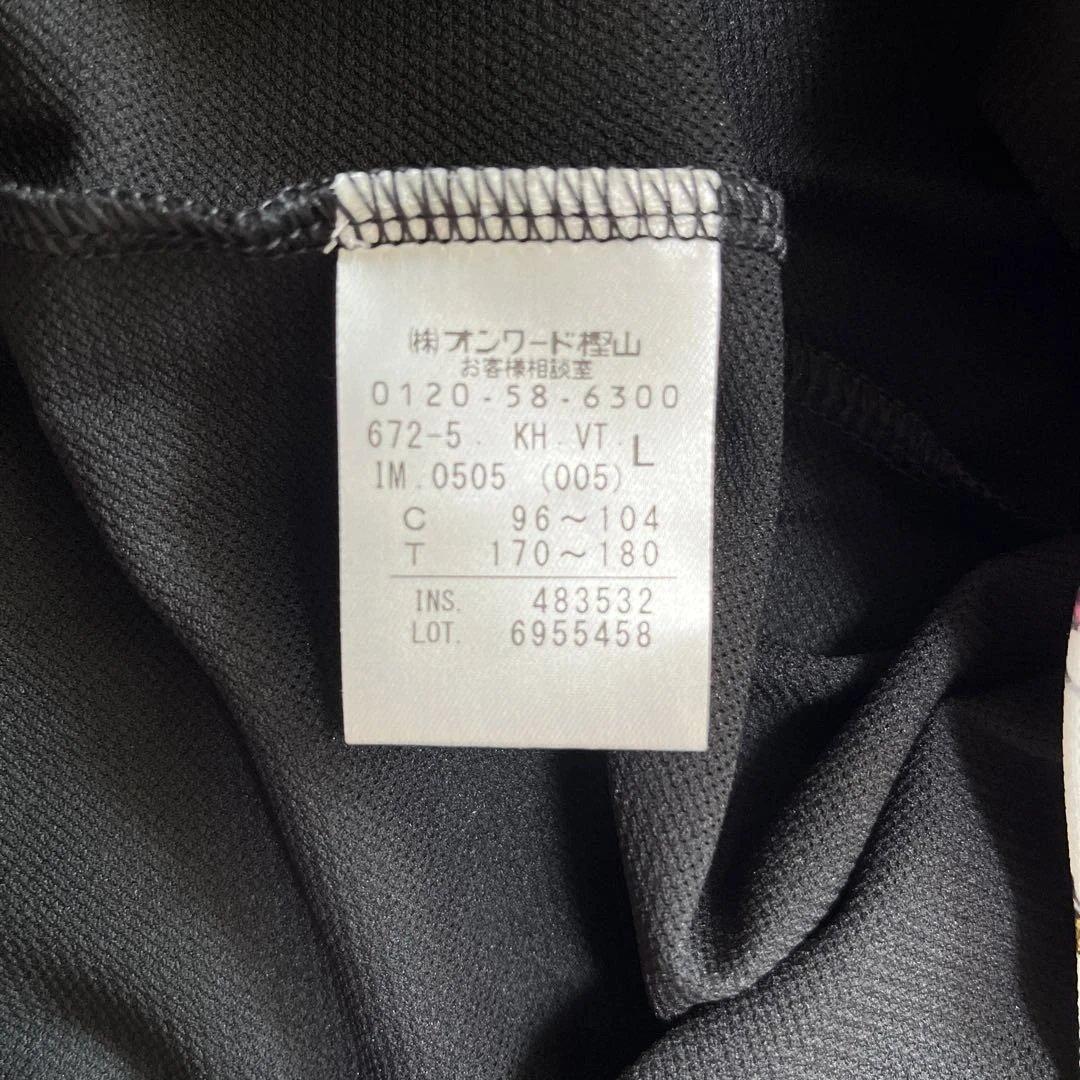 ㈱オンワード樫山
お客様相談室
0120-58-6300
672-5. KH.VT. L
IM.0505 (005)
C 96～104
T 170～180
INS. 483532
LOT. 6955458